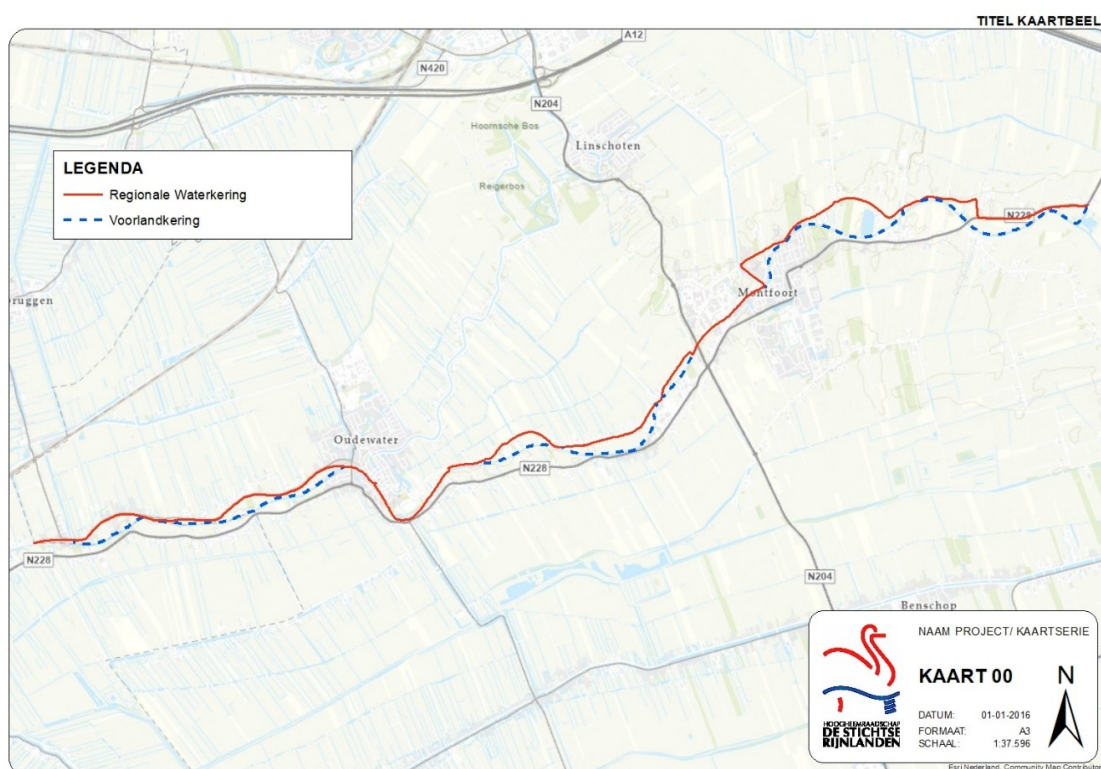 TITEL KAARTBEEL
A12
N420
N204
Hoornsche Bos
Linschoten
LEGENDA
Regionale Waterkering
Voorlandkering
Reigerbos
N228
Montfoort
ruggen
Oudewater
N228
N228
N204
Benschop
NAAM PROJECT/ KAARTSERIE
KAART 00
N
DATUM: 01-01-2016
FORMAAT: A3
SCHAAL: 1:37.596
HOOGHEEMRAADSCHAP
DE STICHTSE
RIJNLANDEN
Esri Nederland, Community Map Contributor